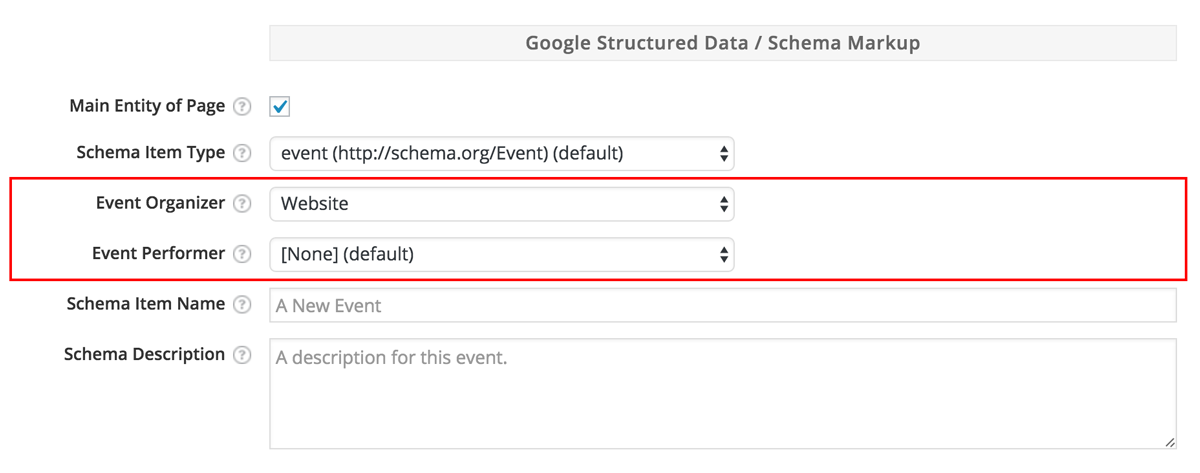 Google Structured Data / Schema Markup
Main Entity of Page ?
Schema Item Type ? event (http://schema.org/Event) (default)
Event Organizer ? Website
Event Performer ? [None] (default)
Schema Item Name ? A New Event
Schema Description ? A description for this event.